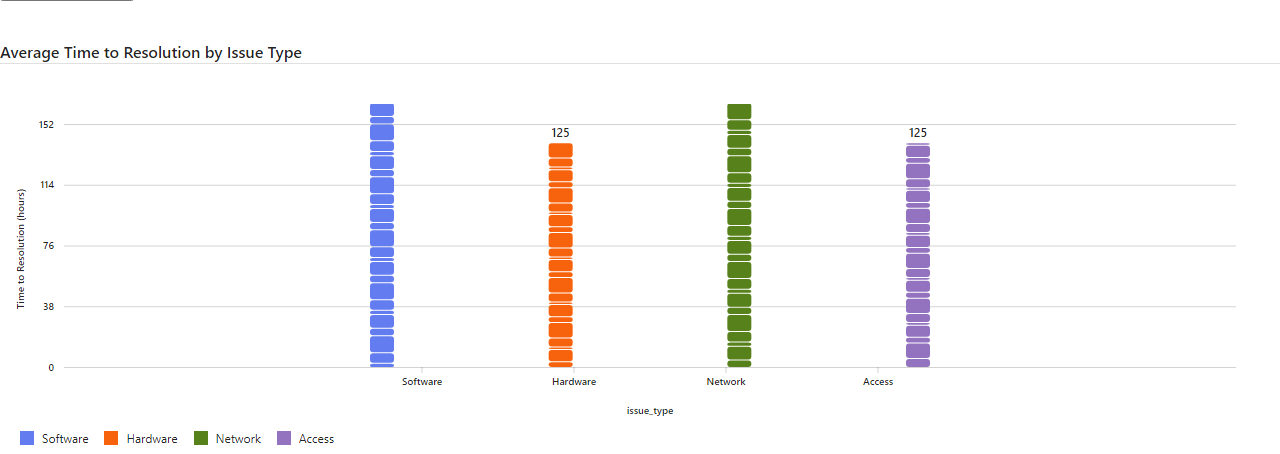 Average Time to Resolution by Issue Type
152
125
125
114
76
38
0
Time to Resolution (hours)
Software Hardware Network Access
issue_type
Software Hardware Network Access